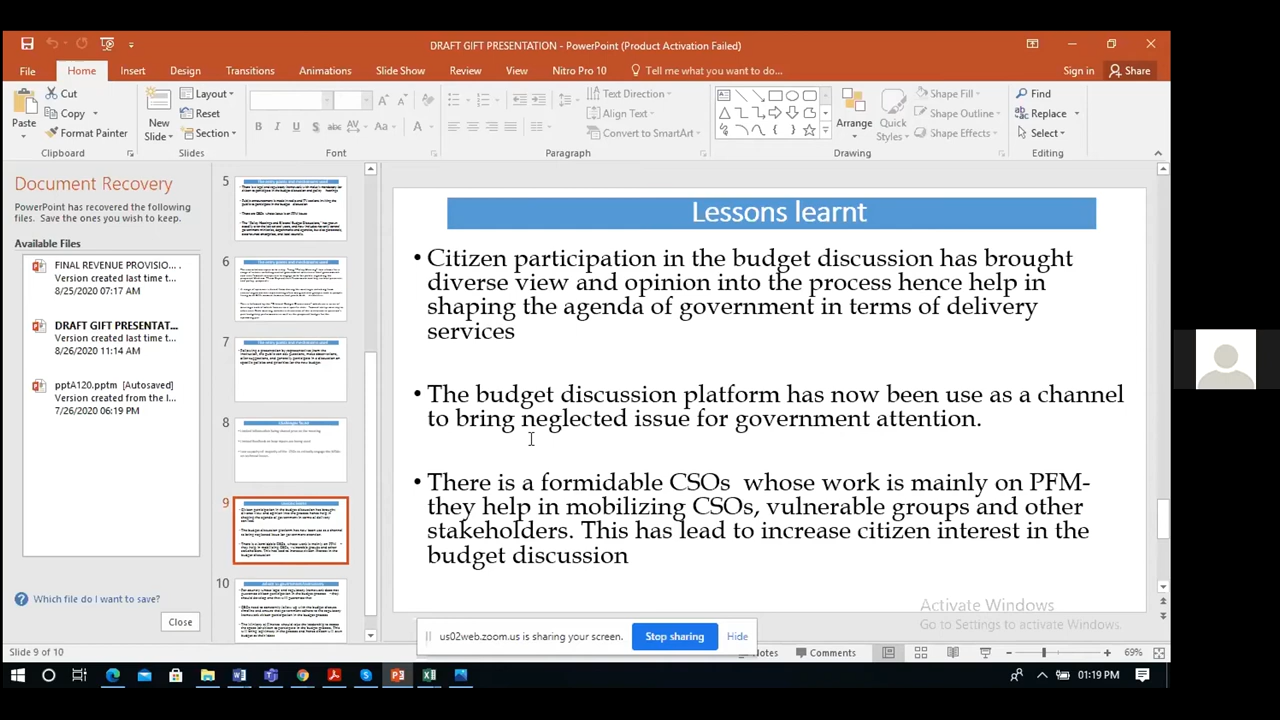 DRAFT GIFT PRESENTATION - PowerPoint (Product Activation Failed)
File Home Insert Design Transitions Animations Slide Show Review View Nitro Pro 10 Tell me what you want to do... Sign in Share
Paste
Cut
Copy
Format Painter
Clipboard
New
Slide
Layout
Reset
Section
Slides
Font
Text Direction
Align Text
Convert to SmartArt
Paragraph
Arrange
Quick
Styles
Shape Fill
Shape Outline
Shape Effects
Drawing
Find
Replace
Select
Editing
Document Recovery
PowerPoint has recovered the following
files. Save the ones you wish to keep.
Available Files
FINAL REVENUE PROVISIO...
Version created last time t...
8/25/2020 07:17 AM
DRAFT GIFT PRESENTAT...
Version created last time t...
8/26/2020 11:14 AM
pptA120.pptm [Autosaved]
Version created from the l...
7/26/2020 06:19 PM
Which file do I want to save?
Close
5
6
7
8
9
10
Lessons learnt
• Citizen participation in the budget discussion has brought
diverse view and opinion into the process hence help in
shaping the agenda of government in terms of delivery
services
• The budget discussion platform has now been use as a channel
to bring neglected issue for government attention.
• There is a formidable CSOs whose work is mainly on PFM-
they help in mobilizing CSOs, vulnerable groups and other
stakeholders. This has lead to increase citizen interest in the
budget discussion
Activate Windows
Go to Settings to activate Windows.
us02web.zoom.us is sharing your screen. Stop sharing Hide
Slide 9 of 10
Comments
69%
01:19 PM